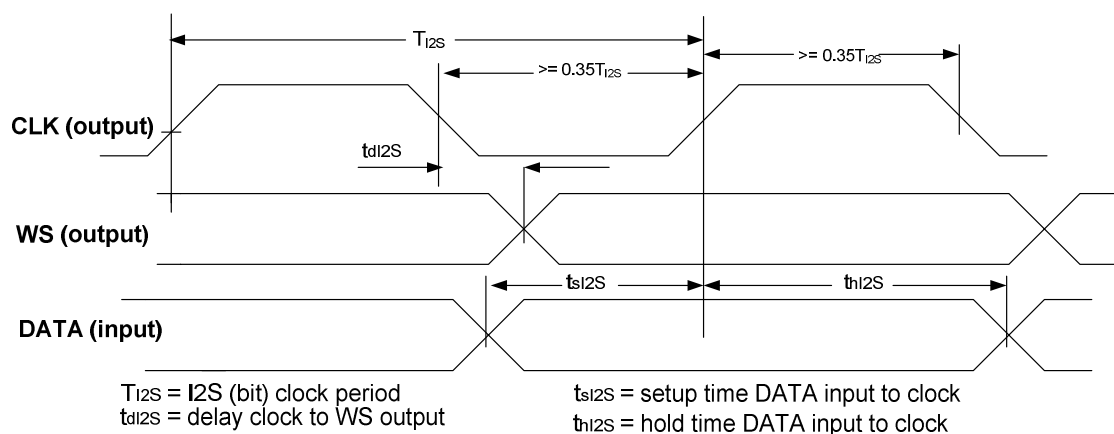 TI2S
>= 0.35TI2S
>= 0.35TI2S
CLK (output)
tdI2S
WS (output)
tsI2S
thI2S
DATA (input)
TI2S = I2S (bit) clock period
tdI2S = delay clock to WS output
tsI2S = setup time DATA input to clock
thI2S = hold time DATA input to clock